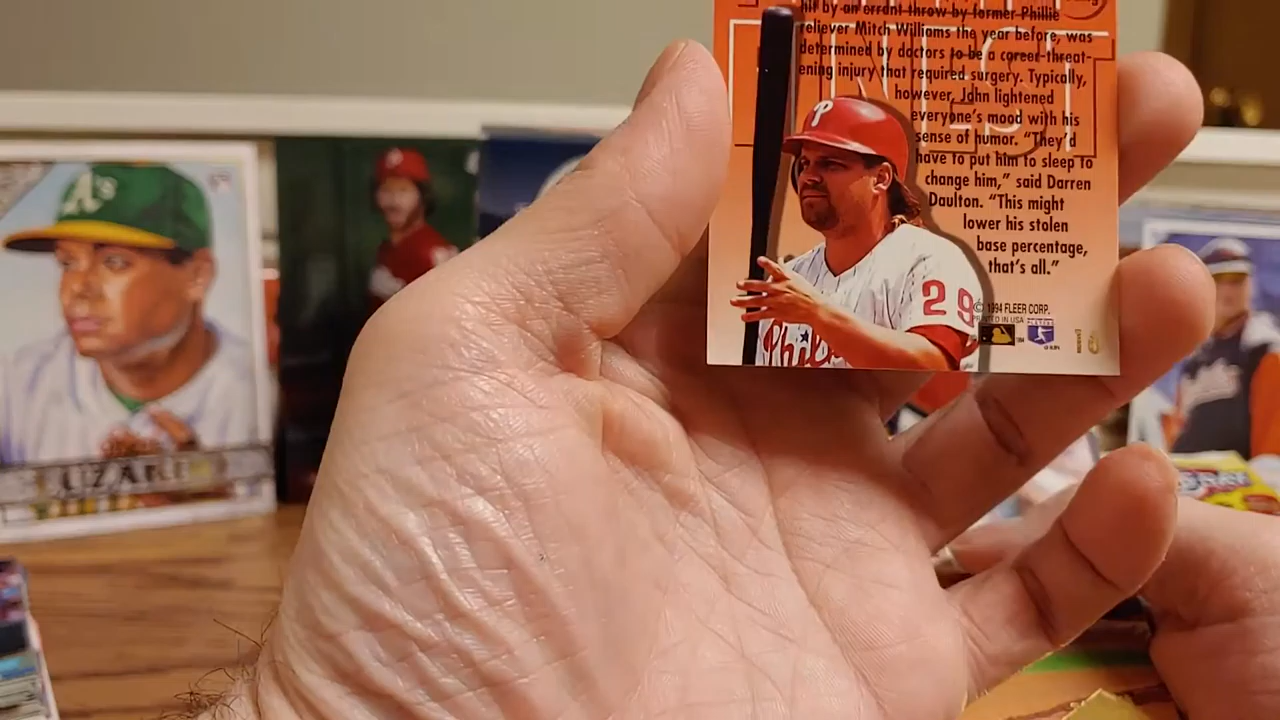 hit by an errant throw by former Phillie
reliever Mitch Williams the year before, was
determined by doctors to be a career-threat-
ening injury that required surgery. Typically,
however, John lightened
everyone's mood with his
sense of humor. "They'd
have to put him to sleep to
change him," said Darren
Daulton. "This might
lower his stolen
base percentage,
that's all."
© 1994 FLEER CORP.
PRINTED IN USA
FINEST
P
29
Phil
A's